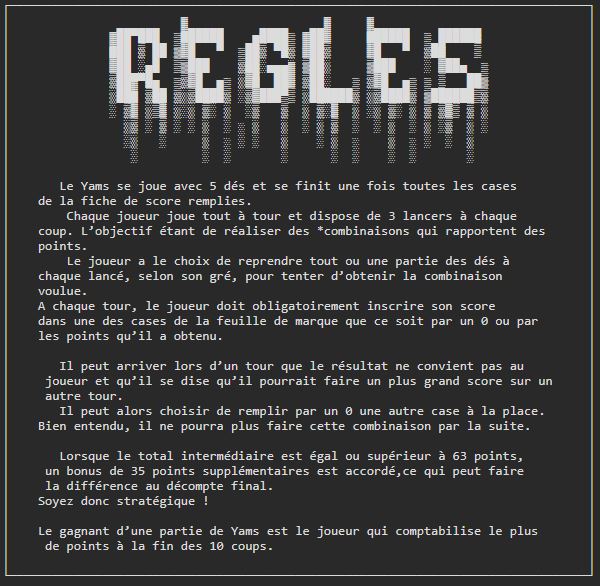 REGLES
Le Yams se joue avec 5 dés et se finit une fois toutes les cases
de la fiche de score remplies.
Chaque joueur joue tout à tour et dispose de 3 lancers à chaque
coup. L’objectif étant de réaliser des *combinaisons qui rapportent des
points.
Le joueur a le choix de reprendre tout ou une partie des dés à
chaque lancé, selon son gré, pour tenter d’obtenir la combinaison
voulue.
A chaque tour, le joueur doit obligatoirement inscrire son score
dans une des cases de la feuille de marque que ce soit par un 0 ou par
les points qu’il a obtenu.
Il peut arriver lors d’un tour que le résultat ne convient pas au
joueur et qu’il se dise qu’il pourrait faire un plus grand score sur un
autre tour.
Il peut alors choisir de remplir par un 0 une autre case à la place.
Bien entendu, il ne pourra plus faire cette combinaison par la suite.
Lorsque le total intermédiaire est égal ou supérieur à 63 points,
un bonus de 35 points supplémentaires est accordé,ce qui peut faire
la différence au décompte final.
Soyez donc stratégique !
Le gagnant d’une partie de Yams est le joueur qui comptabilise le plus
de points à la fin des 10 coups.